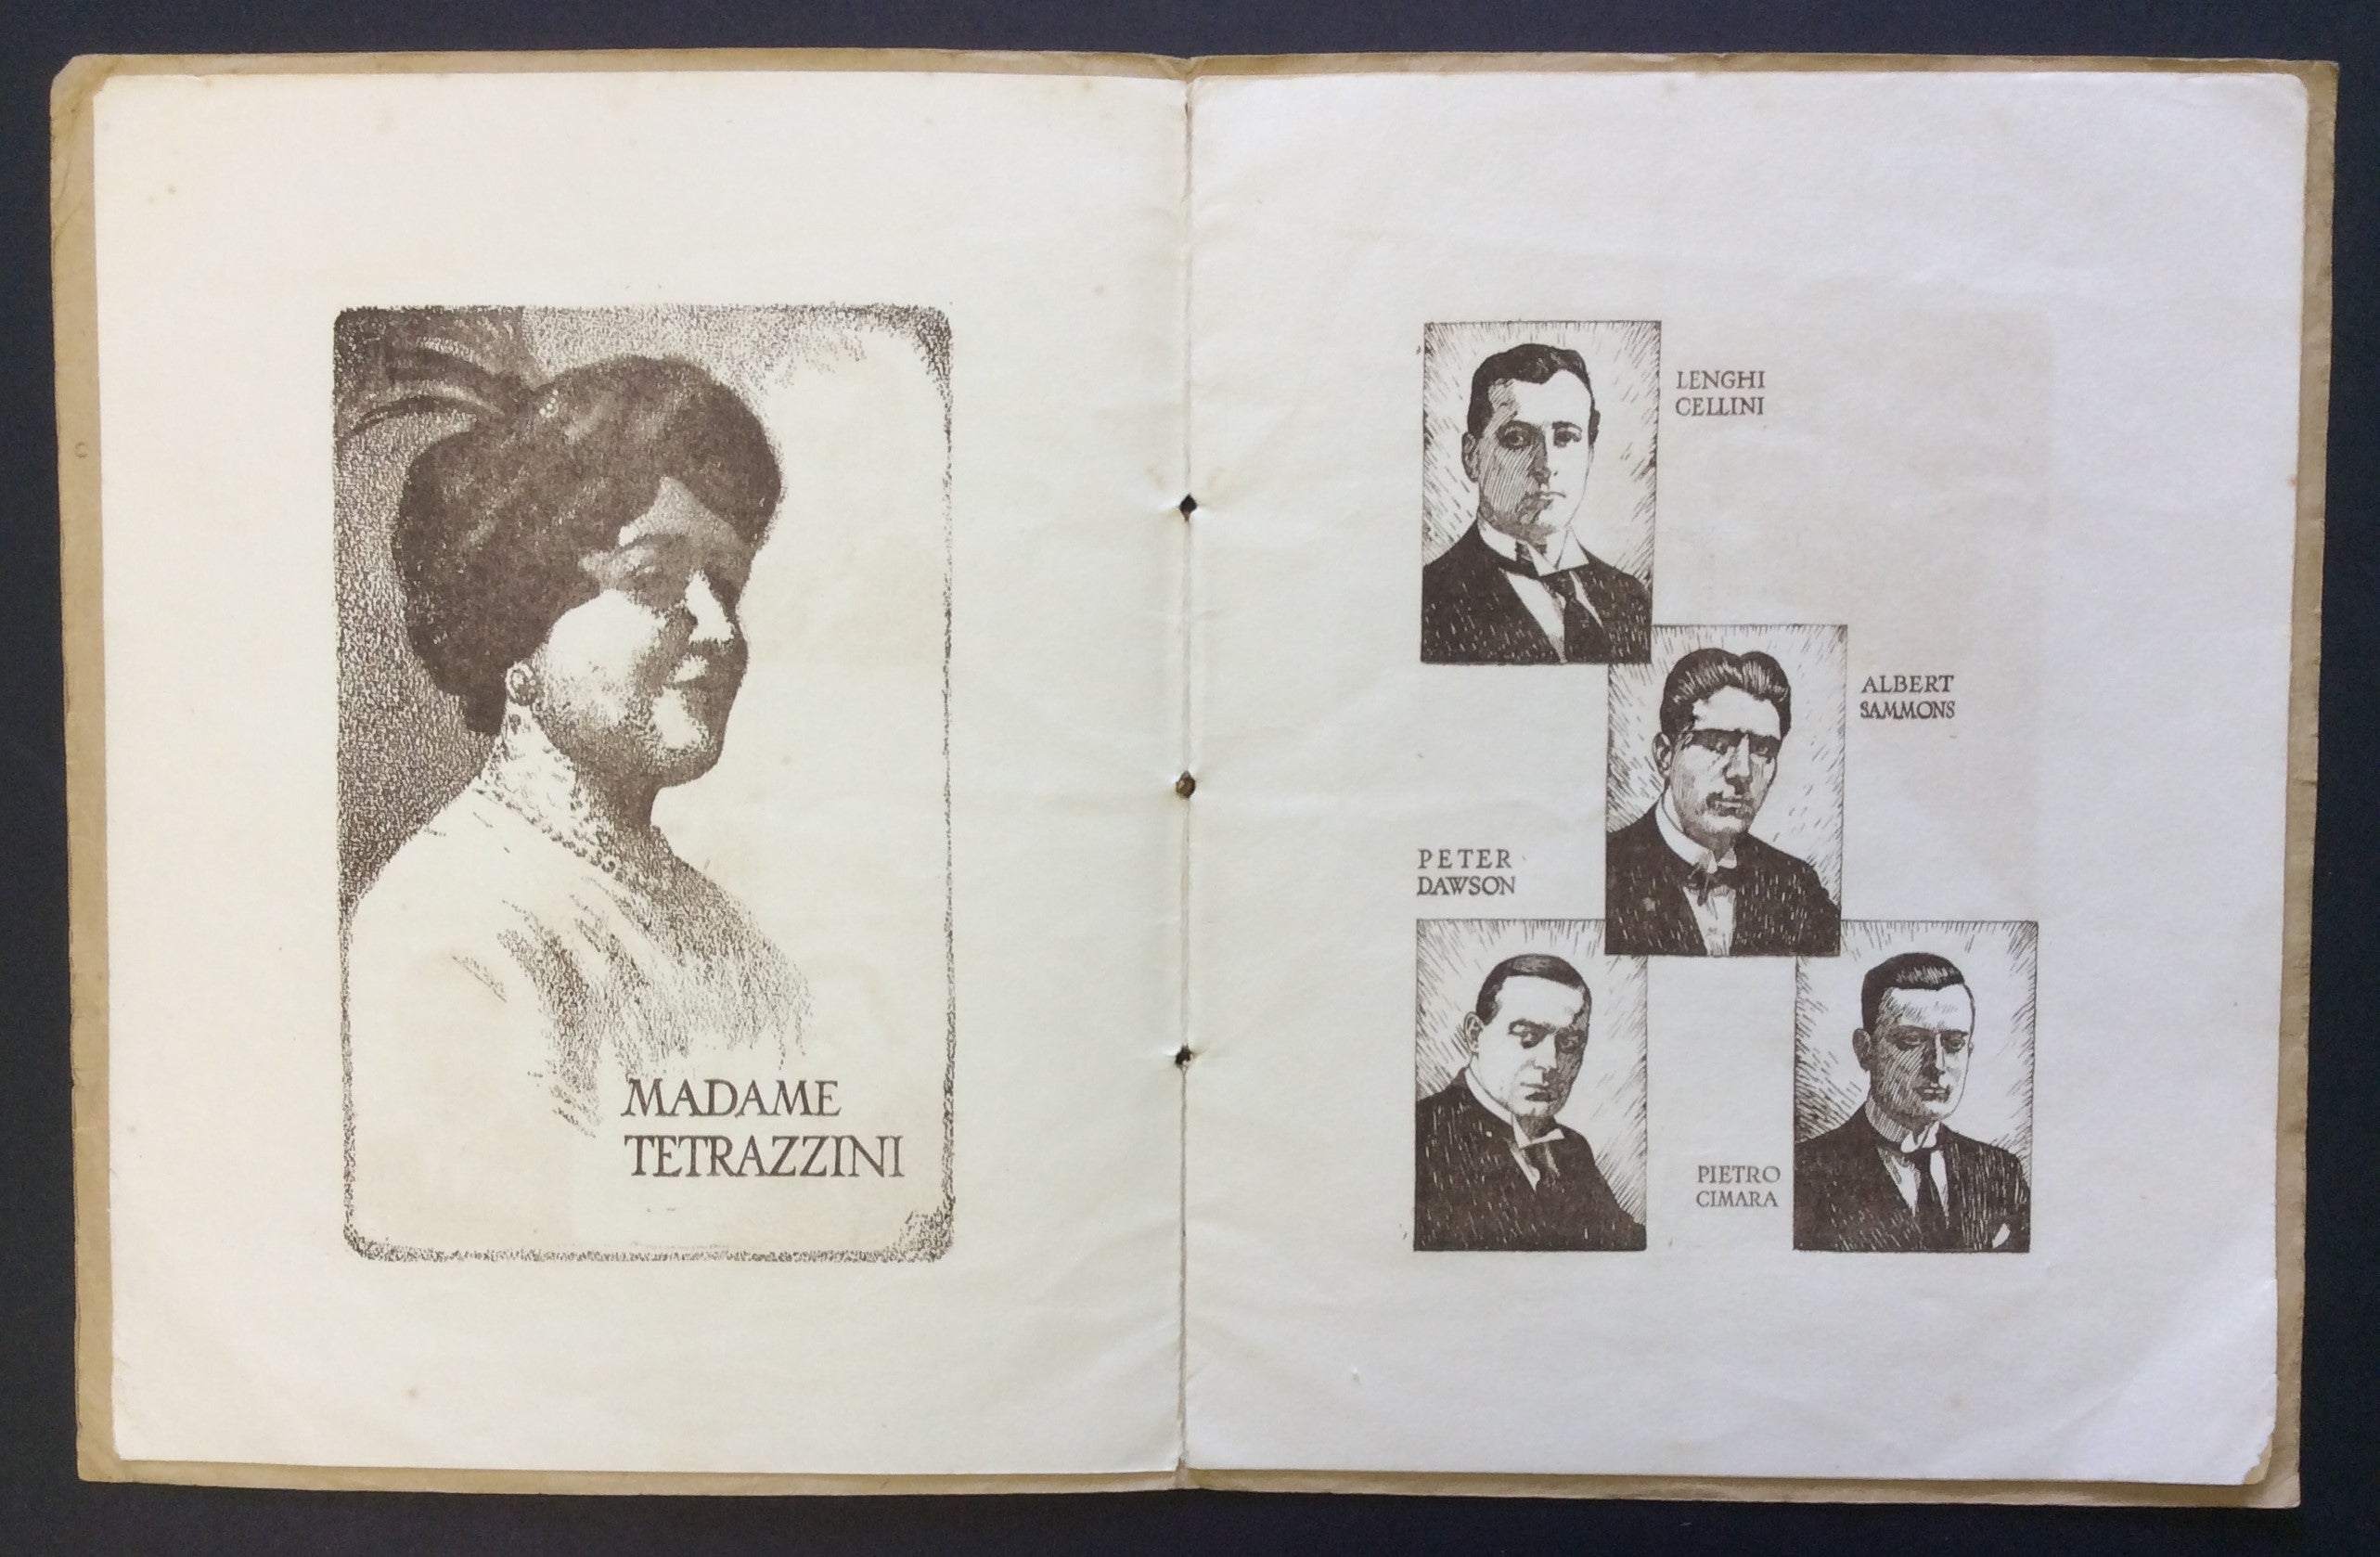 MADAME
TETRAZZINI
LENGHI
CELLINI
ALBERT
SAMMONS
PETER
DAWSON
PIETRO
CIMARA